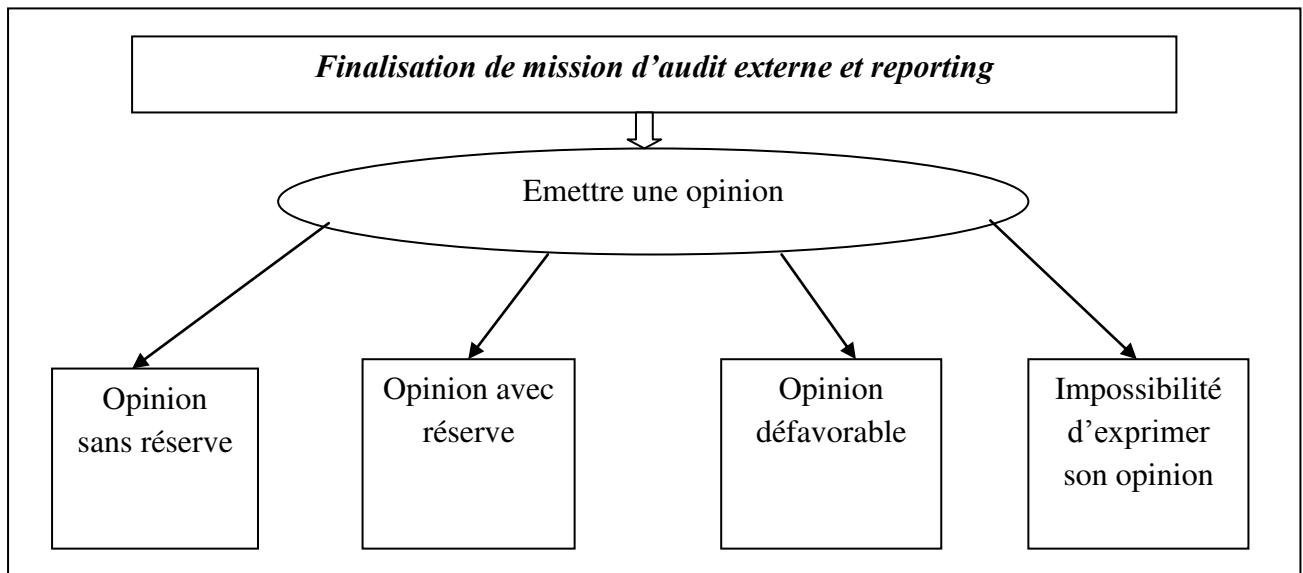 Finalisation de mission d’audit externe et reporting
Emettre une opinion
Opinion
sans réserve
Opinion avec
réserve
Opinion
défavorable
Impossibilité
d’exprimer
son opinion